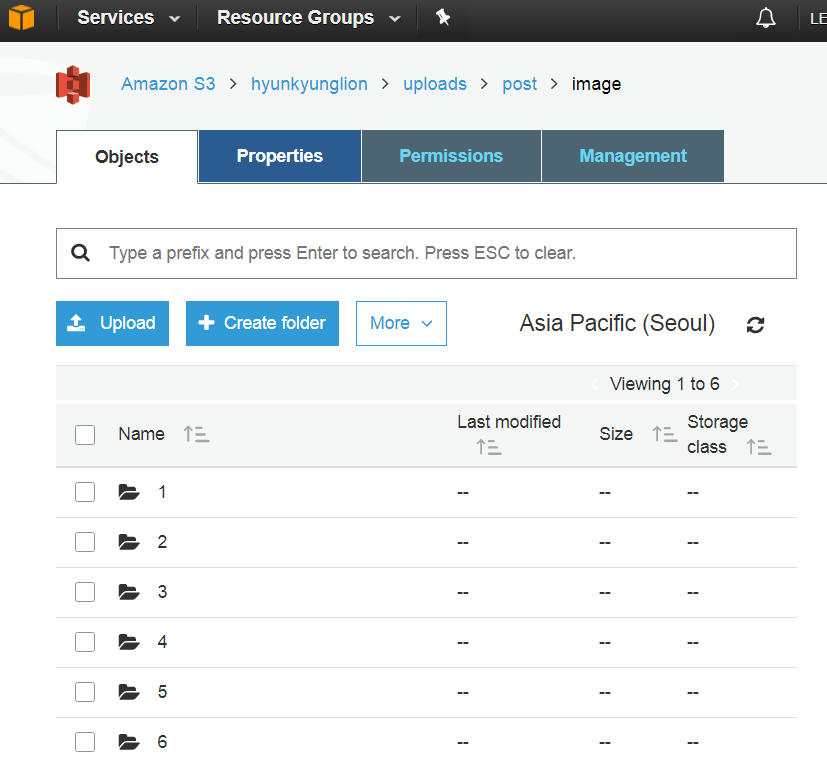 Services Resource Groups LE
Amazon S3 > hyunkyunglion > uploads > post > image
Objects Properties Permissions Management
Type a prefix and press Enter to search. Press ESC to clear.
Upload Create folder More Asia Pacific (Seoul)
Viewing 1 to 6
Name Last modified Size Storage class
1 -- -- --
2 -- -- --
3 -- -- --
4 -- -- --
5 -- -- --
6 -- -- --